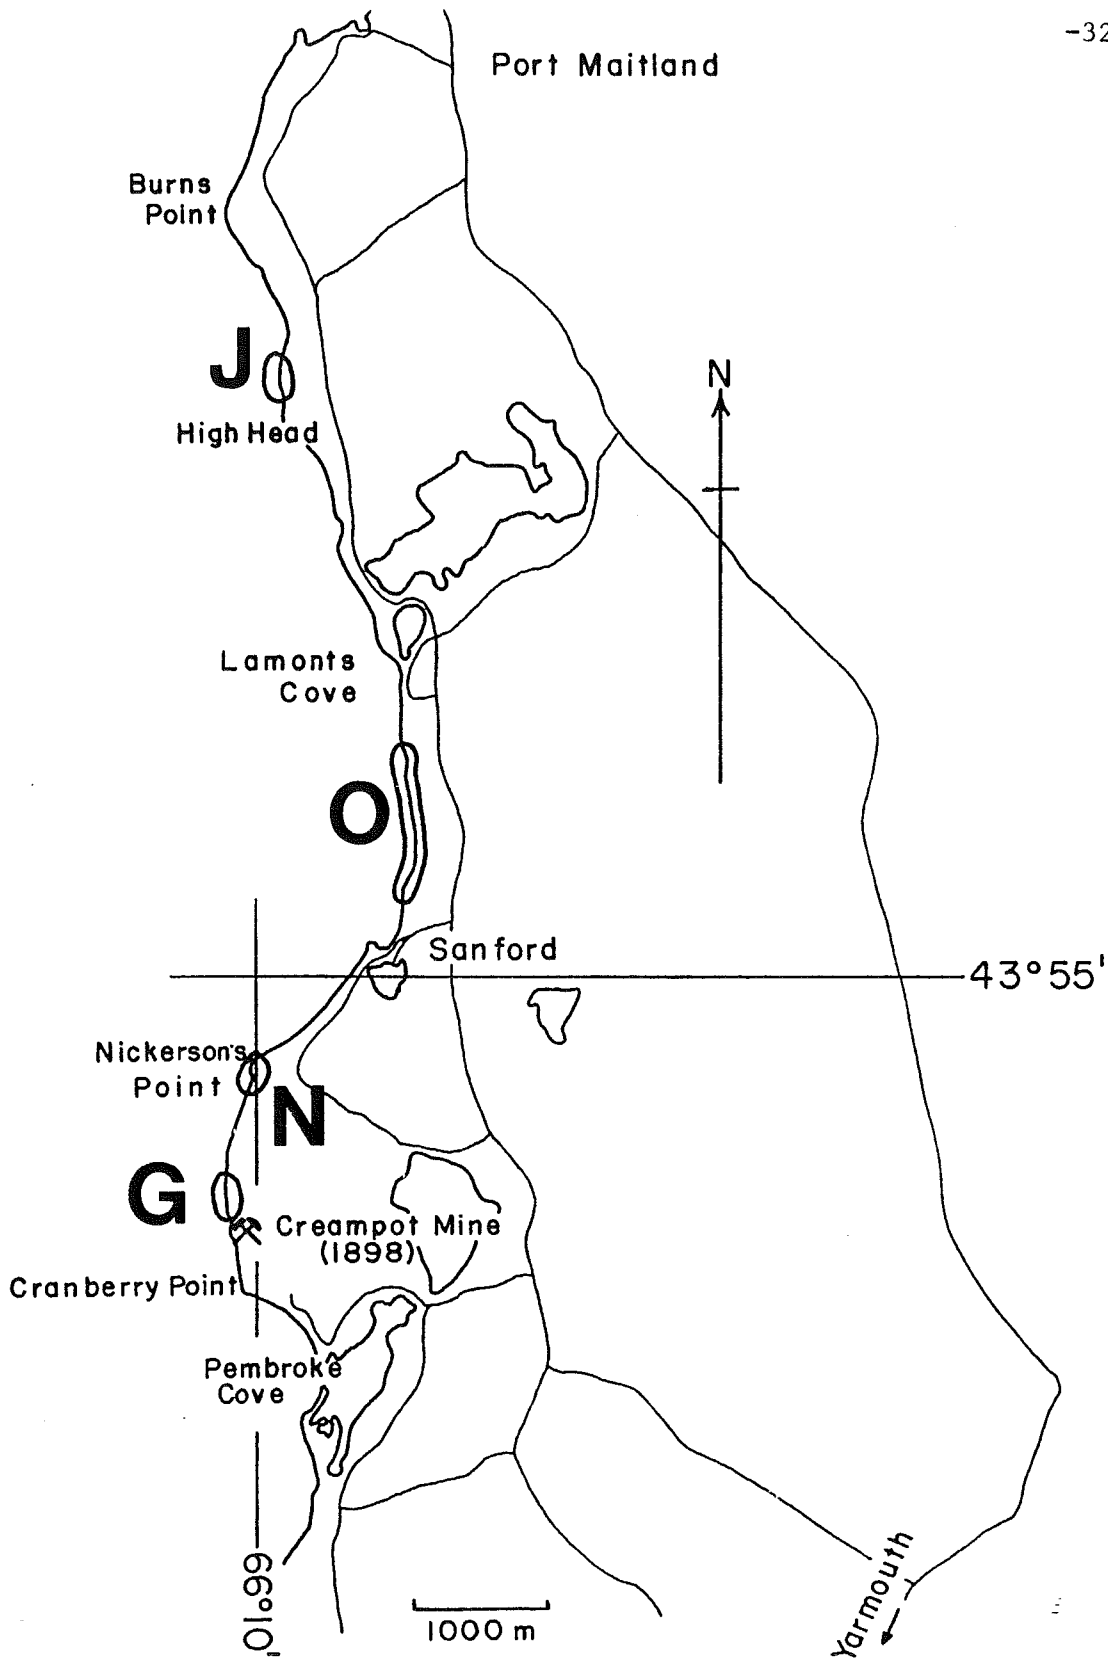 -32
Port Maitland
Burns
Point
J
N
High Head
Lamonts
Cove
O
Sanford
43°55'
Nickerson's
Point
N
G
Creampot Mine
(1898)
Cranberry Point
Pembroke
Cove
66°10'
1000 m
Yarmouth